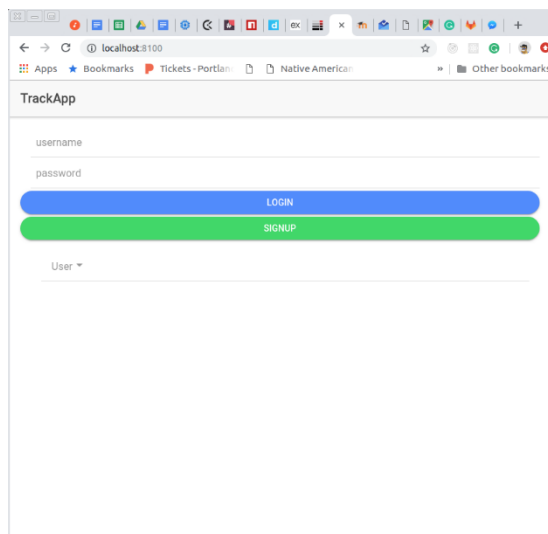 localhost:8100
Apps Bookmarks Tickets - Portlan Native American » Other bookmarks
TrackApp
username
password
LOGIN
SIGNUP
User